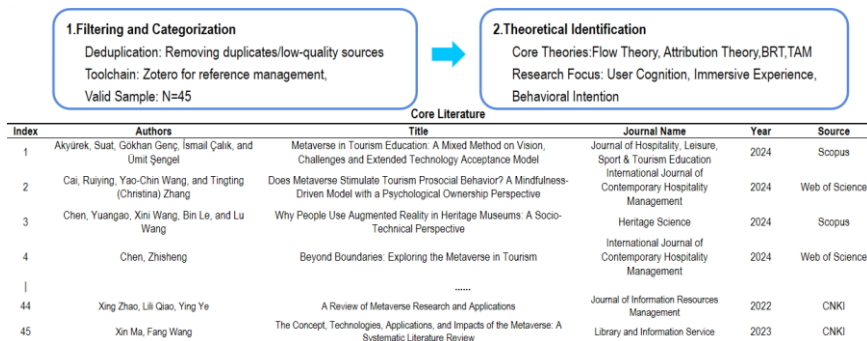 1.Filtering and Categorization
Deduplication: Removing duplicates/low-quality sources
Toolchain: Zotero for reference management,
Valid Sample: N=45
2.Theoretical Identification
Core Theories:Flow Theory, Attribution Theory,BRT,TAM
Research Focus: User Cognition, Immersive Experience,
Behavioral Intention
Core Literature
Index Authors Title Journal Name Year Source
1 Akyürek, Suat, Gökhan Genç, İsmail Çalık, and Ümit Şengel Metaverse in Tourism Education: A Mixed Method on Vision, Challenges and Extended Technology Acceptance Model Journal of Hospitality, Leisure, Sport & Tourism Education 2024 Scopus
2 Cai, Ruiying, Yao-Chin Wang, and Tingting (Christina) Zhang Does Metaverse Stimulate Tourism Prosocial Behavior? A Mindfulness-Driven Model with a Psychological Ownership Perspective International Journal of Contemporary Hospitality Management 2024 Web of Science
3 Chen, Yuangao, Xini Wang, Bin Le, and Lu Wang Why People Use Augmented Reality in Heritage Museums: A Socio-Technical Perspective Heritage Science 2024 Scopus
4 Chen, Zhisheng Beyond Boundaries: Exploring the Metaverse in Tourism International Journal of Contemporary Hospitality Management 2024 Web of Science
| ......
44 Xing Zhao, Lili Qiao, Ying Ye A Review of Metaverse Research and Applications Journal of Information Resources Management 2022 CNKI
45 Xin Ma, Fang Wang The Concept, Technologies, Applications, and Impacts of the Metaverse: A Systematic Literature Review Library and Information Service 2023 CNKI